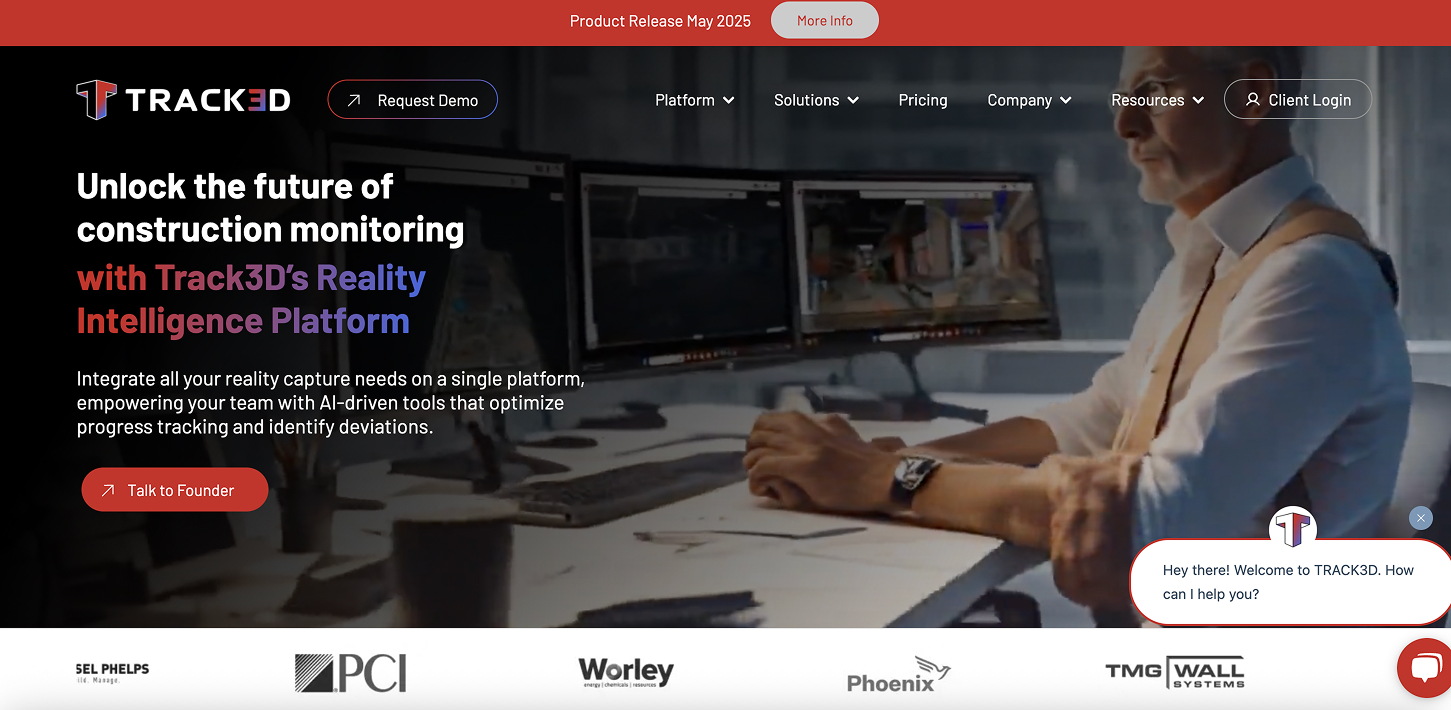 Product Release May 2025 More Info
TRACK3D Request Demo Platform Solutions Pricing Company Resources Client Login
Unlock the future of
construction monitoring
with Track3D's Reality
Intelligence Platform
Integrate all your reality capture needs on a single platform,
empowering your team with AI-driven tools that optimize
progress tracking and identify deviations.
Talk to Founder
Hey there! Welcome to TRACK3D. How
can I help you?
SEL PHELPS PCI Worley Phoenix TMG WALL
ild. Manage. energy | chemicals | resources SYSTEMS